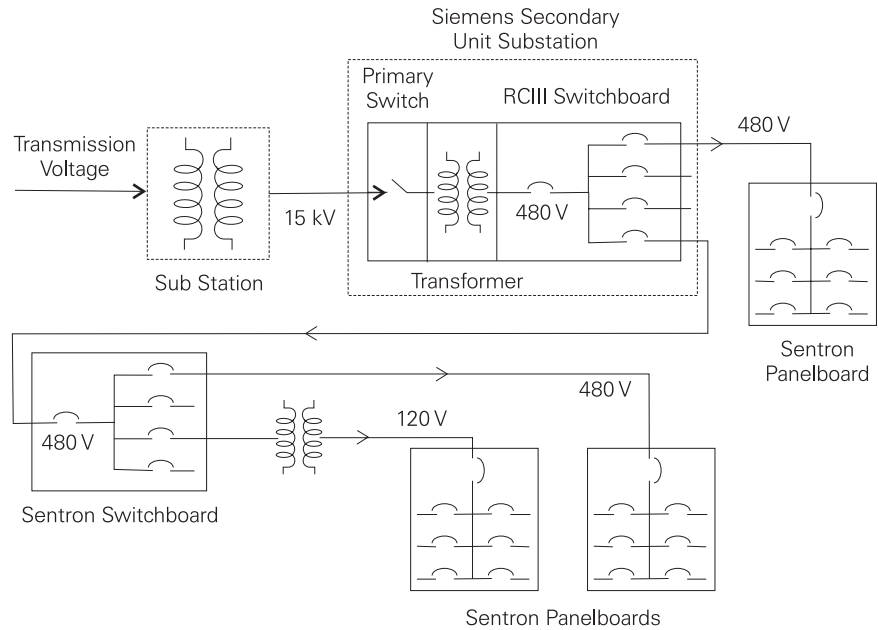 Siemens Secondary
Unit Substation
Primary
Switch
RCIII Switchboard
480 V
Transmission
Voltage
15 kV
480 V
Sub Station
Transformer
Sentron
Panelboard
480 V
120 V
480 V
Sentron Switchboard
Sentron Panelboards